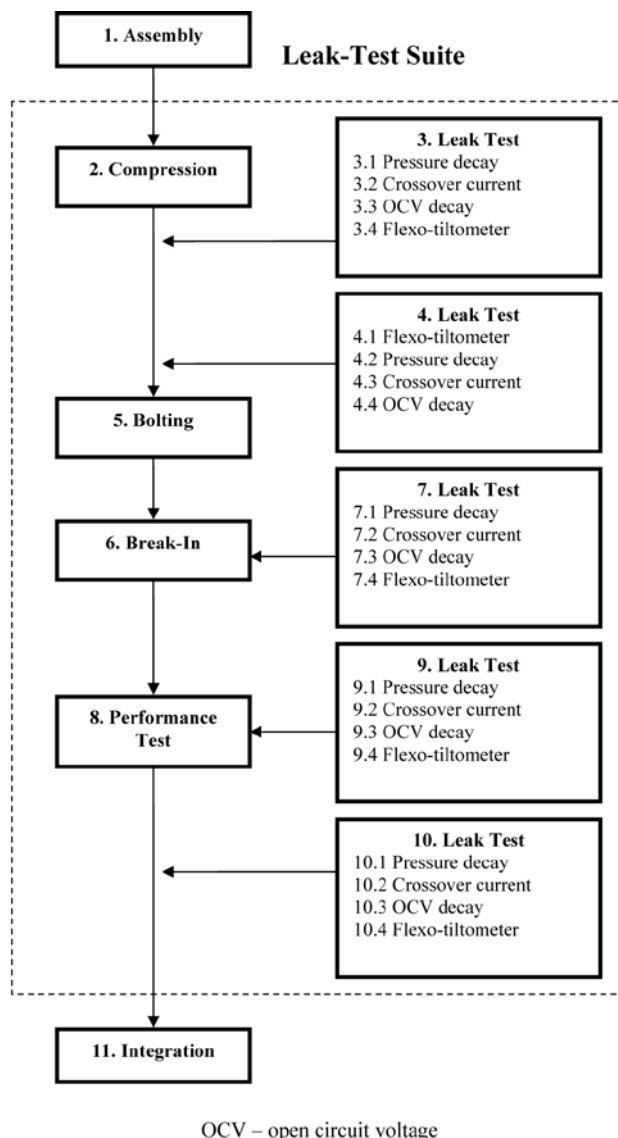 1. Assembly
Leak-Test Suite
2. Compression
3. Leak Test
3.1 Pressure decay
3.2 Crossover current
3.3 OCV decay
3.4 Flexo-tiltometer
4. Leak Test
4.1 Flexo-tiltometer
4.2 Pressure decay
4.3 Crossover current
4.4 OCV decay
5. Bolting
7. Leak Test
7.1 Pressure decay
7.2 Crossover current
7.3 OCV decay
7.4 Flexo-tiltometer
6. Break-In
9. Leak Test
9.1 Pressure decay
9.2 Crossover current
9.3 OCV decay
9.4 Flexo-tiltometer
8. Performance
Test
10. Leak Test
10.1 Pressure decay
10.2 Crossover current
10.3 OCV decay
10.4 Flexo-tiltometer
11. Integration
OCV – open circuit voltage